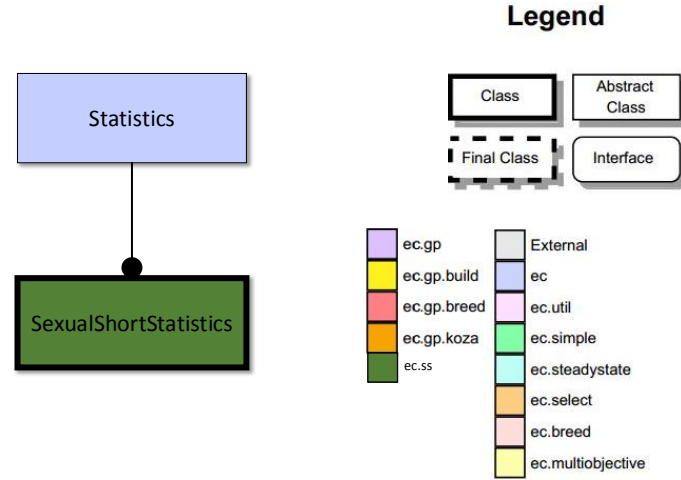 Legend
Statistics
SexualShortStatistics
Class
Abstract
Class
Final Class
Interface
ec.gp
ec.gp.build
ec.gp.breed
ec.gp.koza
ec.ss
External
ec
ec.util
ec.simple
ec.steadystate
ec.select
ec.breed
ec.multiobjective